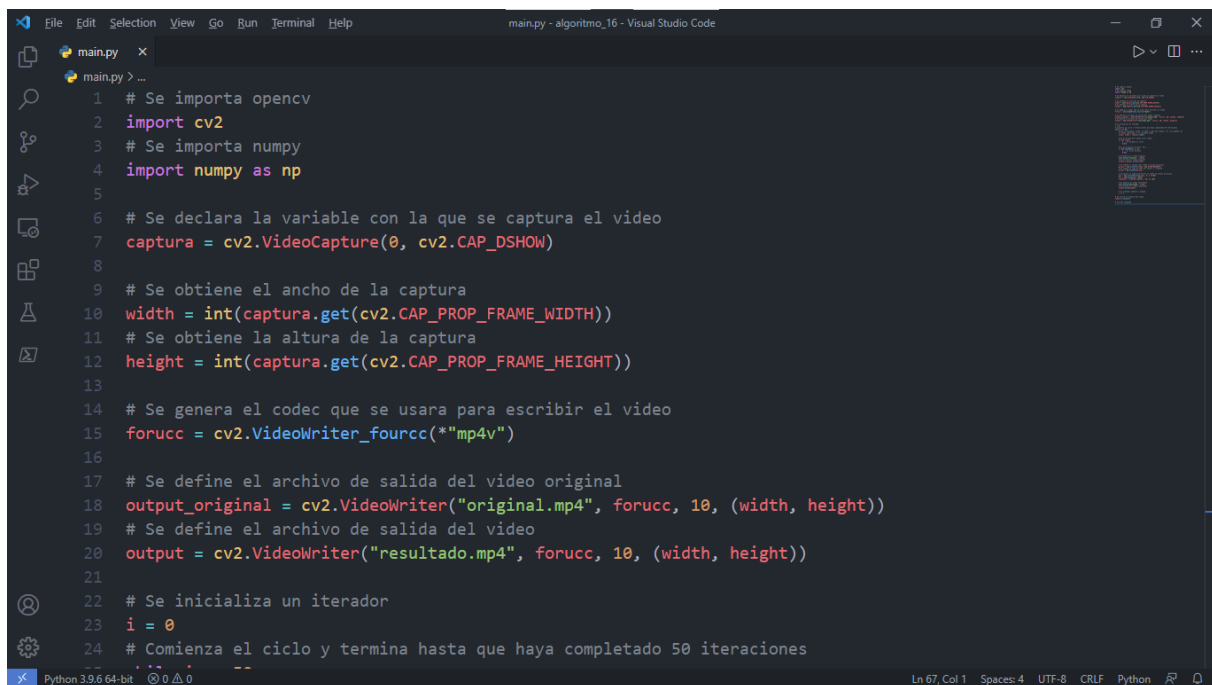 File Edit Selection View Go Run Terminal Help main.py - algoritmo_16 - Visual Studio Code
main.py
main.py > ...
1 # Se importa opencv
2 import cv2
3 # Se importa numpy
4 import numpy as np
5
6 # Se declara la variable con la que se captura el video
7 captura = cv2.VideoCapture(0, cv2.CAP_DSHOW)
8
9 # Se obtiene el ancho de la captura
10 width = int(captura.get(cv2.CAP_PROP_FRAME_WIDTH))
11 # Se obtiene la altura de la captura
12 height = int(captura.get(cv2.CAP_PROP_FRAME_HEIGHT))
13
14 # Se genera el codec que se usara para escribir el video
15 forucc = cv2.VideoWriter_fourcc(*"mp4v")
16
17 # Se define el archivo de salida del video original
18 output_original = cv2.VideoWriter("original.mp4", forucc, 10, (width, height))
19 # Se define el archivo de salida del video
20 output = cv2.VideoWriter("resultado.mp4", forucc, 10, (width, height))
21
22 # Se inicializa un iterador
23 i = 0
24 # Comienza el ciclo y termina hasta que haya completado 50 iteraciones
Python 3.9.6 64-bit 0 0 Ln 67, Col 1 Spaces: 4 UTF-8 CRLF Python